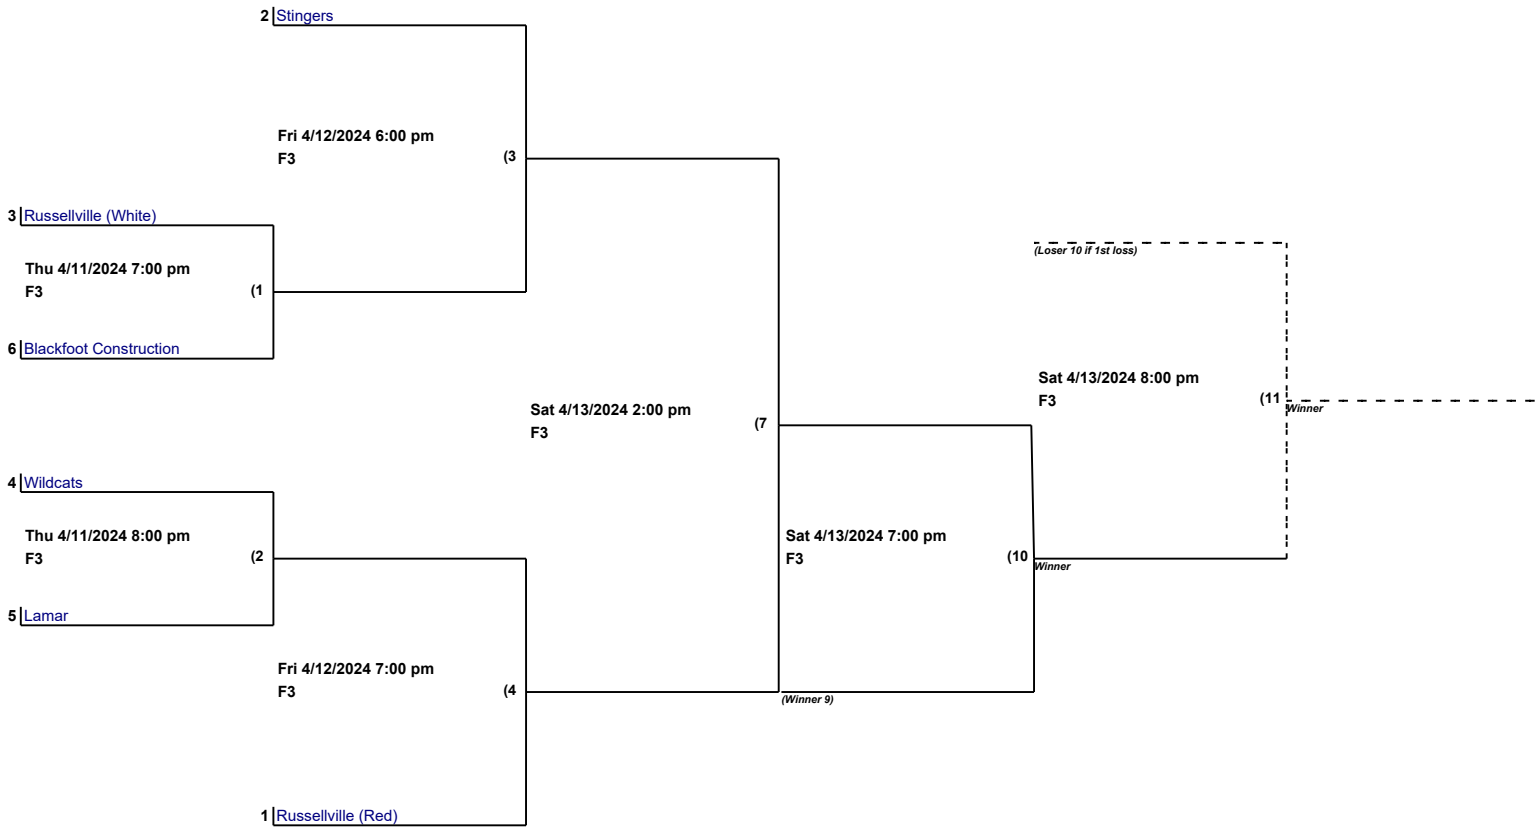 2 Stingers
Fri 4/12/2024 6:00 pm
F3
(3
3 Russellville (White)
Thu 4/11/2024 7:00 pm
F3
(1
6 Blackfoot Construction
(Loser 10 if 1st loss)
Sat 4/13/2024 8:00 pm
F3
(11
Winner
Sat 4/13/2024 2:00 pm
F3
(7
4 Wildcats
Thu 4/11/2024 8:00 pm
F3
(2
5 Lamar
Sat 4/13/2024 7:00 pm
F3
(10
Winner
Fri 4/12/2024 7:00 pm
F3
(4
(Winner 9)
1 Russellville (Red)